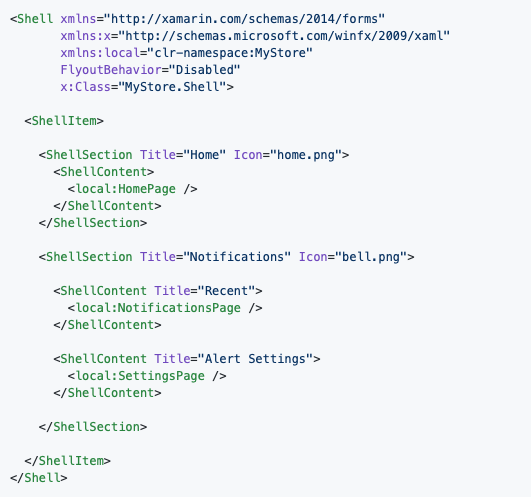 <Shell xmlns="http://xamarin.com/schemas/2014/forms"
       xmlns:x="http://schemas.microsoft.com/winfx/2009/xaml"
       xmlns:local="clr-namespace:MyStore"
       FlyoutBehavior="Disabled"
       x:Class="MyStore.Shell">

  <ShellItem>

    <ShellSection Title="Home" Icon="home.png">
      <ShellContent>
        <local:HomePage />
      </ShellContent>
    </ShellSection>

    <ShellSection Title="Notifications" Icon="bell.png">

      <ShellContent Title="Recent">
        <local:NotificationsPage />
      </ShellContent>

      <ShellContent Title="Alert Settings">
        <local:SettingsPage />
      </ShellContent>

    </ShellSection>

  </ShellItem>
</Shell>